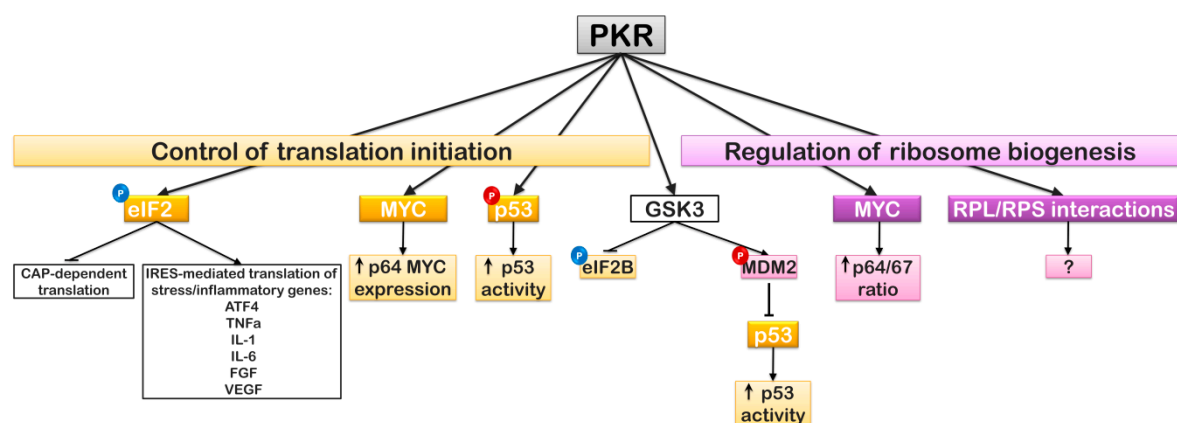 PKR
Control of translation initiation
Regulation of ribosome biogenesis
P
eIF2
MYC
P
p53
GSK3
MYC
RPL/RPS interactions
CAP-dependent
translation
IRES-mediated translation of
stress/inflammatory genes:
ATF4
TNFa
IL-1
IL-6
FGF
VEGF
↑ p64 MYC
expression
↑ p53
activity
P
eIF2B
P
MDM2
↑ p64/67
ratio
?
p53
↑ p53
activity